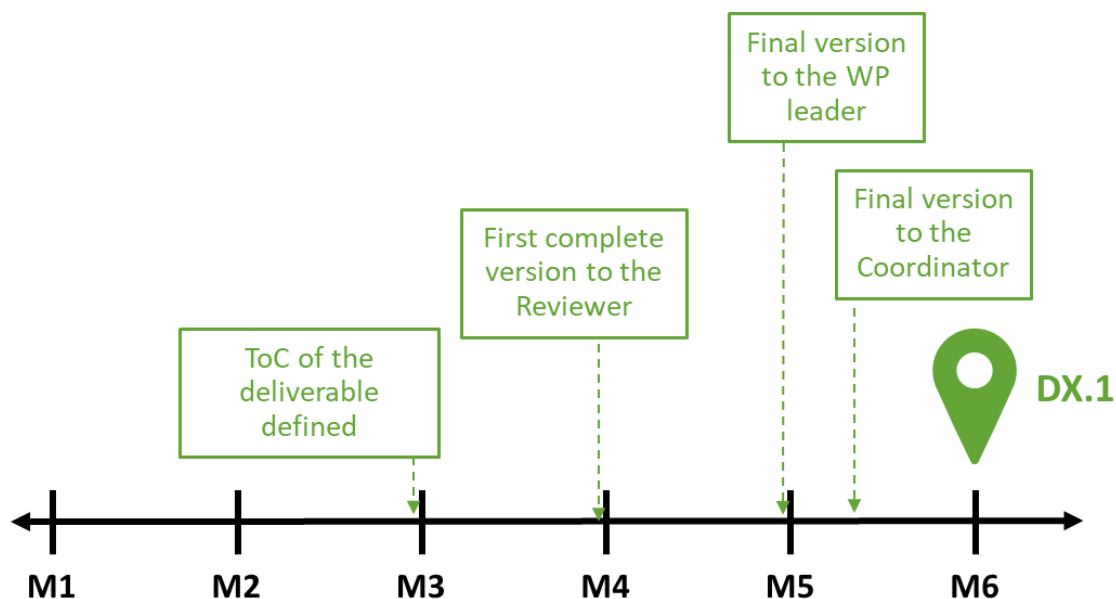 Final version
to the WP
leader
Final version
to the
Coordinator
First complete
version to the
Reviewer
ToC of the
deliverable
defined
DX.1
M1
M2
M3
M4
M5
M6